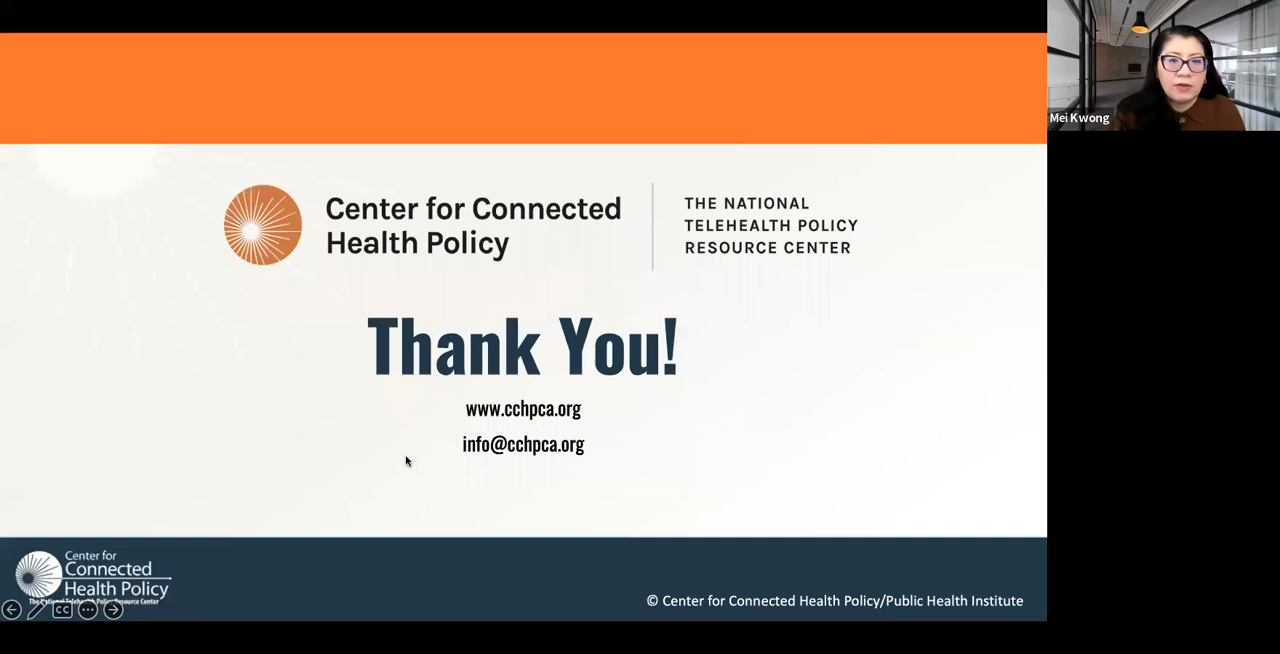 Mei Kwong
Center for Connected
Health Policy
THE NATIONAL
TELEHEALTH POLICY
RESOURCE CENTER
Thank You!
www.cchpca.org
info@cchpca.org
Center for
Connected
Health Policy
The National Telehealth Policy Resource Center
CC
© Center for Connected Health Policy/Public Health Institute